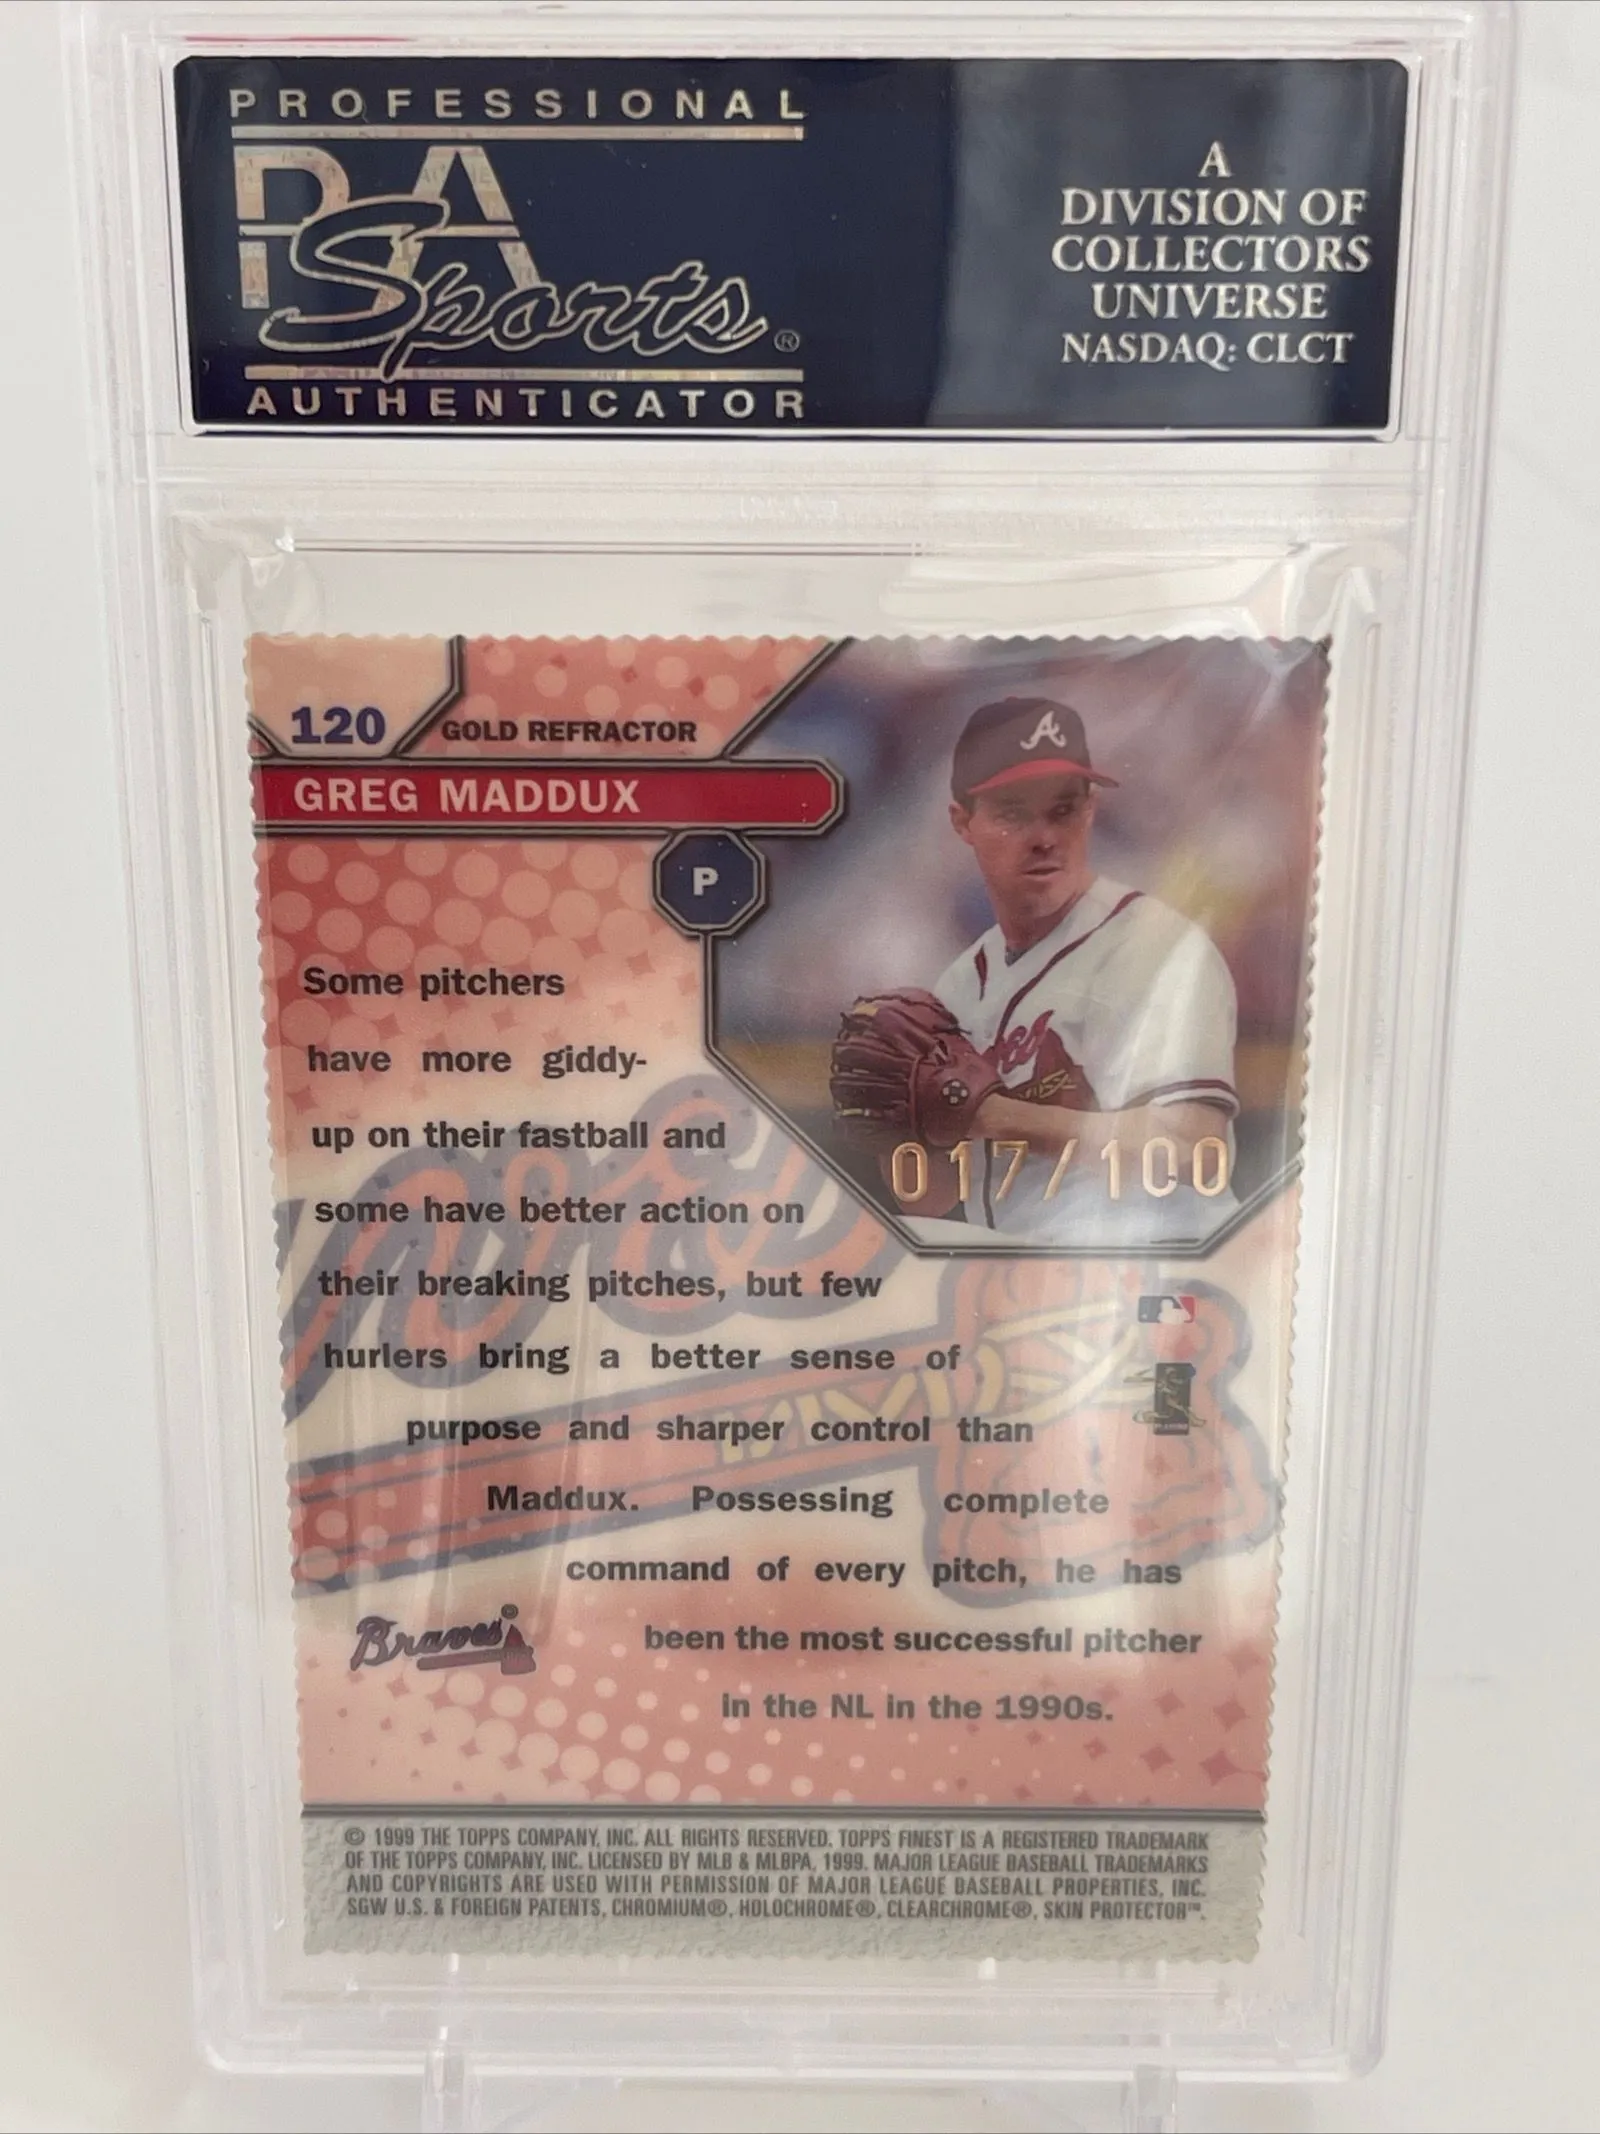 PROFESSIONAL
PSA
Sports®
AUTHENTICATOR
A
DIVISION OF
COLLECTORS
UNIVERSE
NASDAQ: CLCT
120
GOLD REFRACTOR
GREG MADDUX
P
A
017/100
Some pitchers
have more giddy-
up on their fastball and
some have better action on
their breaking pitches, but few
hurlers bring a better sense of
purpose and sharper control than
Maddux. Possessing complete
command of every pitch, he has
been the most successful pitcher
in the NL in the 1990s.
Braves©
© 1999 THE TOPPS COMPANY, INC. ALL RIGHTS RESERVED. TOPPS FINEST IS A REGISTERED TRADEMARK
OF THE TOPPS COMPANY, INC. LICENSED BY MLB & MLBPA, 1999. MAJOR LEAGUE BASEBALL TRADEMARKS
AND COPYRIGHTS ARE USED WITH PERMISSION OF MAJOR LEAGUE BASEBALL PROPERTIES, INC.
SGW U.S. & FOREIGN PATENTS, CHROMIUM®, HOLOCHROME®, CLEARCHROME®, SKIN PROTECTOR™.